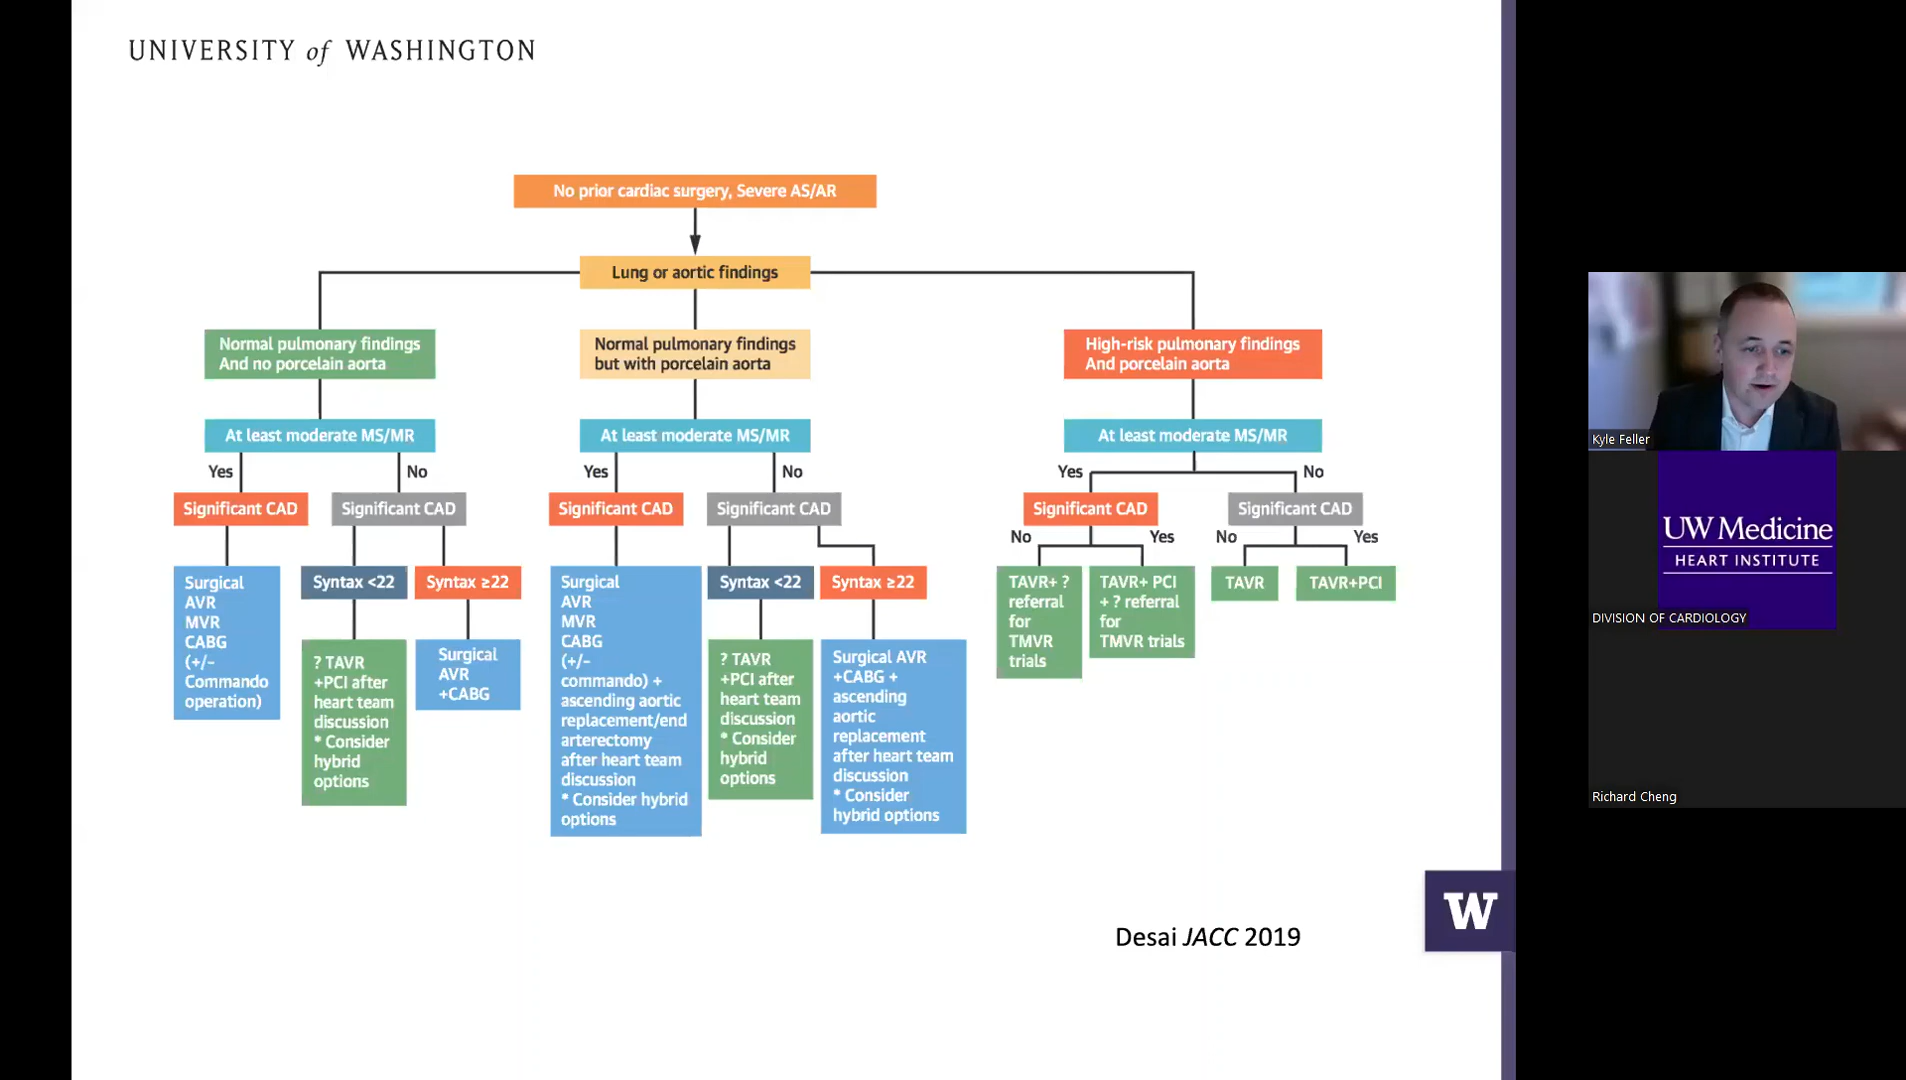 UNIVERSITY of WASHINGTON
No prior cardiac surgery, Severe AS/AR
Lung or aortic findings
Normal pulmonary findings
And no porcelain aorta
At least moderate MS/MR
Yes
No
Significant CAD
Significant CAD
Surgical
AVR
MVR
CABG
(+/–
Commando
operation)
Syntax <22
Syntax ≥22
? TAVR
+PCI after
heart team
discussion
* Consider
hybrid
options
Surgical
AVR
+CABG
Normal pulmonary findings
but with porcelain aorta
At least moderate MS/MR
Yes
No
Significant CAD
Significant CAD
Surgical
AVR
MVR
CABG
(+/–
commando) +
ascending aortic
replacement/end
arterectomy
after heart team
discussion
* Consider hybrid
options
Syntax <22
Syntax ≥22
? TAVR
+PCI after
heart team
discussion
* Consider
hybrid
options
Surgical AVR
+CABG +
ascending
aortic
replacement
after heart team
discussion
* Consider
hybrid options
High-risk pulmonary findings
And porcelain aorta
At least moderate MS/MR
Yes
No
Significant CAD
Significant CAD
No
Yes
No
Yes
TAVR+ ?
referral
for
TMVR
trials
TAVR+ PCI
+ ? referral
for
TMVR trials
TAVR
TAVR+PCI
Desai JACC 2019
W
Kyle Feller
UW Medicine
HEART INSTITUTE
DIVISION OF CARDIOLOGY
Richard Cheng